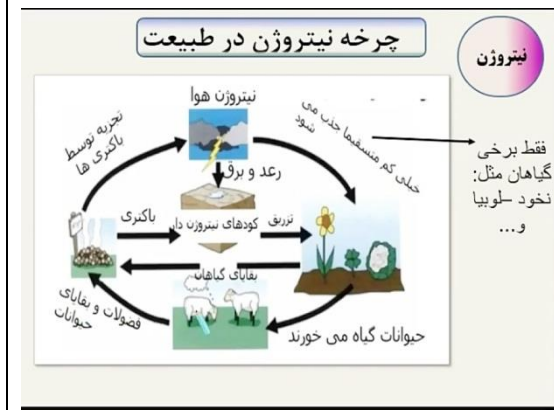 چرخه نیتروژن در طبیعت
نیتروژن
نیتروژن هوا
تجزیه توسط
باکتری ها
خیلی کم مستقیما جذب می
شود
فقط برخی
گیاهان مثل:
نخود –لوبیا
و...
رعد و برق
باکتری
کودهای نیتروژن دار
تزریق
بقایای گیاهان
فضولات و بقایای
حیوانات
حیوانات گیاه می خورند